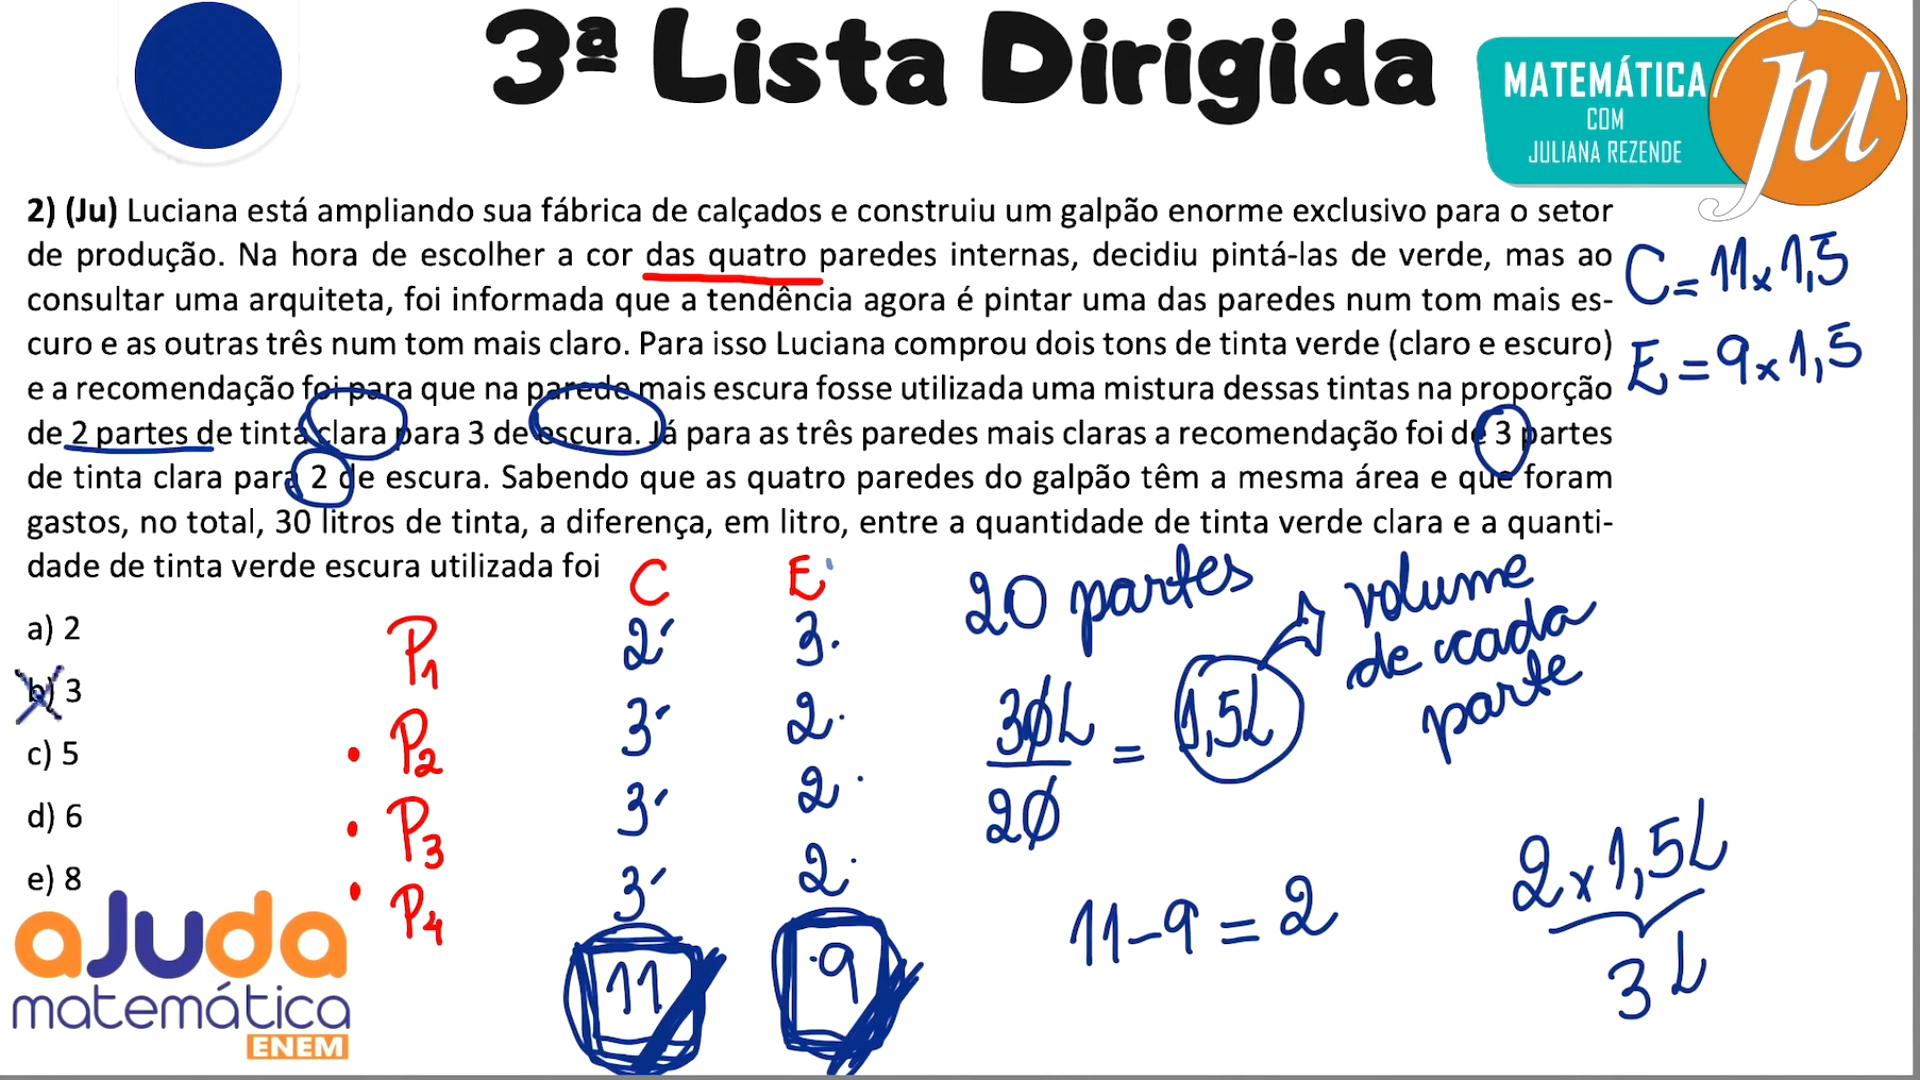 3ª Lista Dirigida
MATEMÁTICA
COM
JULIANA REZENDE
ju
2) (Ju) Luciana está ampliando sua fábrica de calçados e construiu um galpão enorme exclusivo para o setor
de produção. Na hora de escolher a cor das quatro paredes internas, decidiu pintá-las de verde, mas ao
consultar uma arquiteta, foi informada que a tendência agora é pintar uma das paredes num tom mais es-
curo e as outras três num tom mais claro. Para isso Luciana comprou dois tons de tinta verde (claro e escuro)
e a recomendação foi para que na parede mais escura fosse utilizada uma mistura dessas tintas na proporção
de 2 partes de tinta clara para 3 de escura. Já para as três paredes mais claras a recomendação foi de 3 partes
de tinta clara para 2 de escura. Sabendo que as quatro paredes do galpão têm a mesma área e que foram
gastos, no total, 30 litros de tinta, a diferença, em litro, entre a quantidade de tinta verde clara e a quanti-
dade de tinta verde escura utilizada foi
C = 11 x 1,5
E = 9 x 1,5
a) 2
b) 3
c) 5
d) 6
e) 8
C E
P1 2 3
P2 3 2
P3 3 2
P4 3 2
11 9
20 partes
30L
20
= 1,5L
volume
de cada
parte
11 - 9 = 2
2 x 1,5L
3L
aJuda
matemática
ENEM